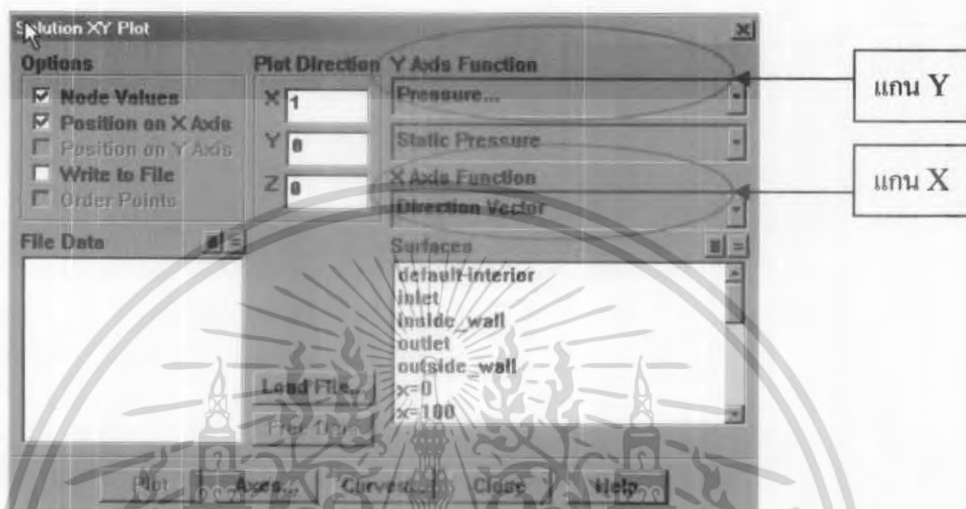 Solution XY Plot
Options
Node Values
Position on X Axis
Position on Y Axis
Write to File
Order Points
Plot Direction
X 1
Y 0
Z 0
Y Axis Function
Pressure...
Static Pressure
X Axis Function
Direction Vector
แกน Y
แกน X
File Data
Load File...
Free Data
Surfaces
default-interior
inlet
inside_wall
outlet
outside_wall
x=0
x=100
Plot
Axes...
Curves...
Close
Help